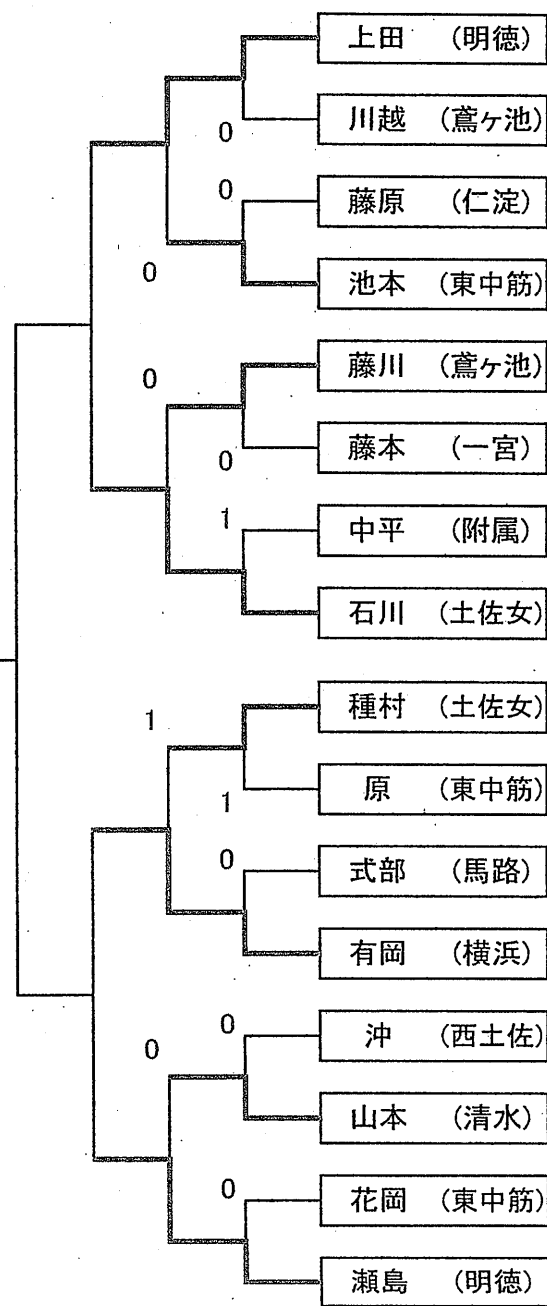 上田 (明徳)
川越 (鳶ヶ池)
0
0
藤原 (仁淀)
0
池本 (東中筋)
0
藤川 (鳶ヶ池)
0
藤本 (一宮)
1
中平 (附属)
石川 (土佐女)
1
種村 (土佐女)
1
原 (東中筋)
0
式部 (馬路)
有岡 (横浜)
0
沖 (西土佐)
0
山本 (清水)
0
花岡 (東中筋)
瀬島 (明徳)